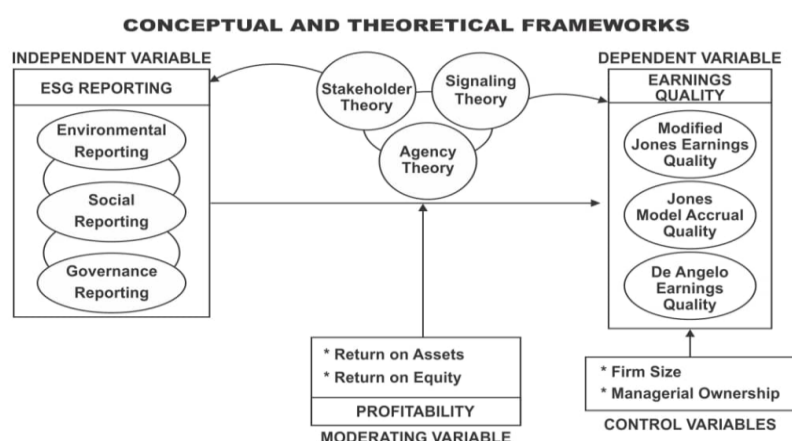 CONCEPTUAL AND THEORETICAL FRAMEWORKS
INDEPENDENT VARIABLE
ESG REPORTING
Environmental
Reporting
Social
Reporting
Governance
Reporting
Stakeholder
Theory
Signaling
Theory
Agency
Theory
DEPENDENT VARIABLE
EARNINGS
QUALITY
Modified
Jones Earnings
Quality
Jones
Model Accrual
Quality
De Angelo
Earnings
Quality
* Return on Assets
* Return on Equity
PROFITABILITY
MODERATING VARIABLE
* Firm Size
* Managerial Ownership
CONTROL VARIABLES